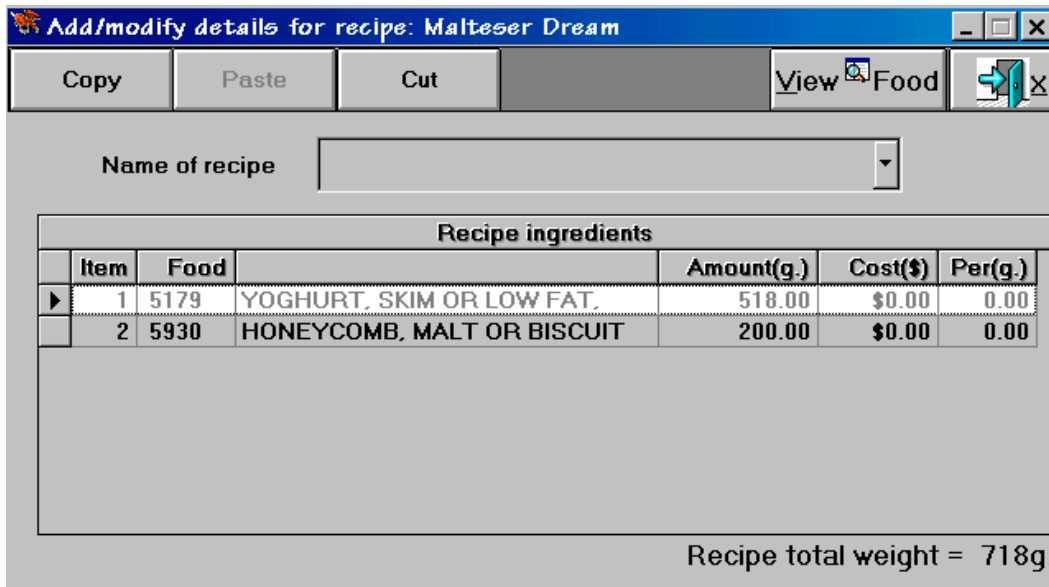 Add/modify details for recipe: Malteser Dream
Copy Paste Cut View Food x
Name of recipe
Recipe ingredients
Item Food Amount(g.) Cost($) Per(g.)
1 5179 YOGHURT, SKIM OR LOW FAT, 518.00 $0.00 0.00
2 5930 HONEYCOMB, MALT OR BISCUIT 200.00 $0.00 0.00
Recipe total weight = 718g